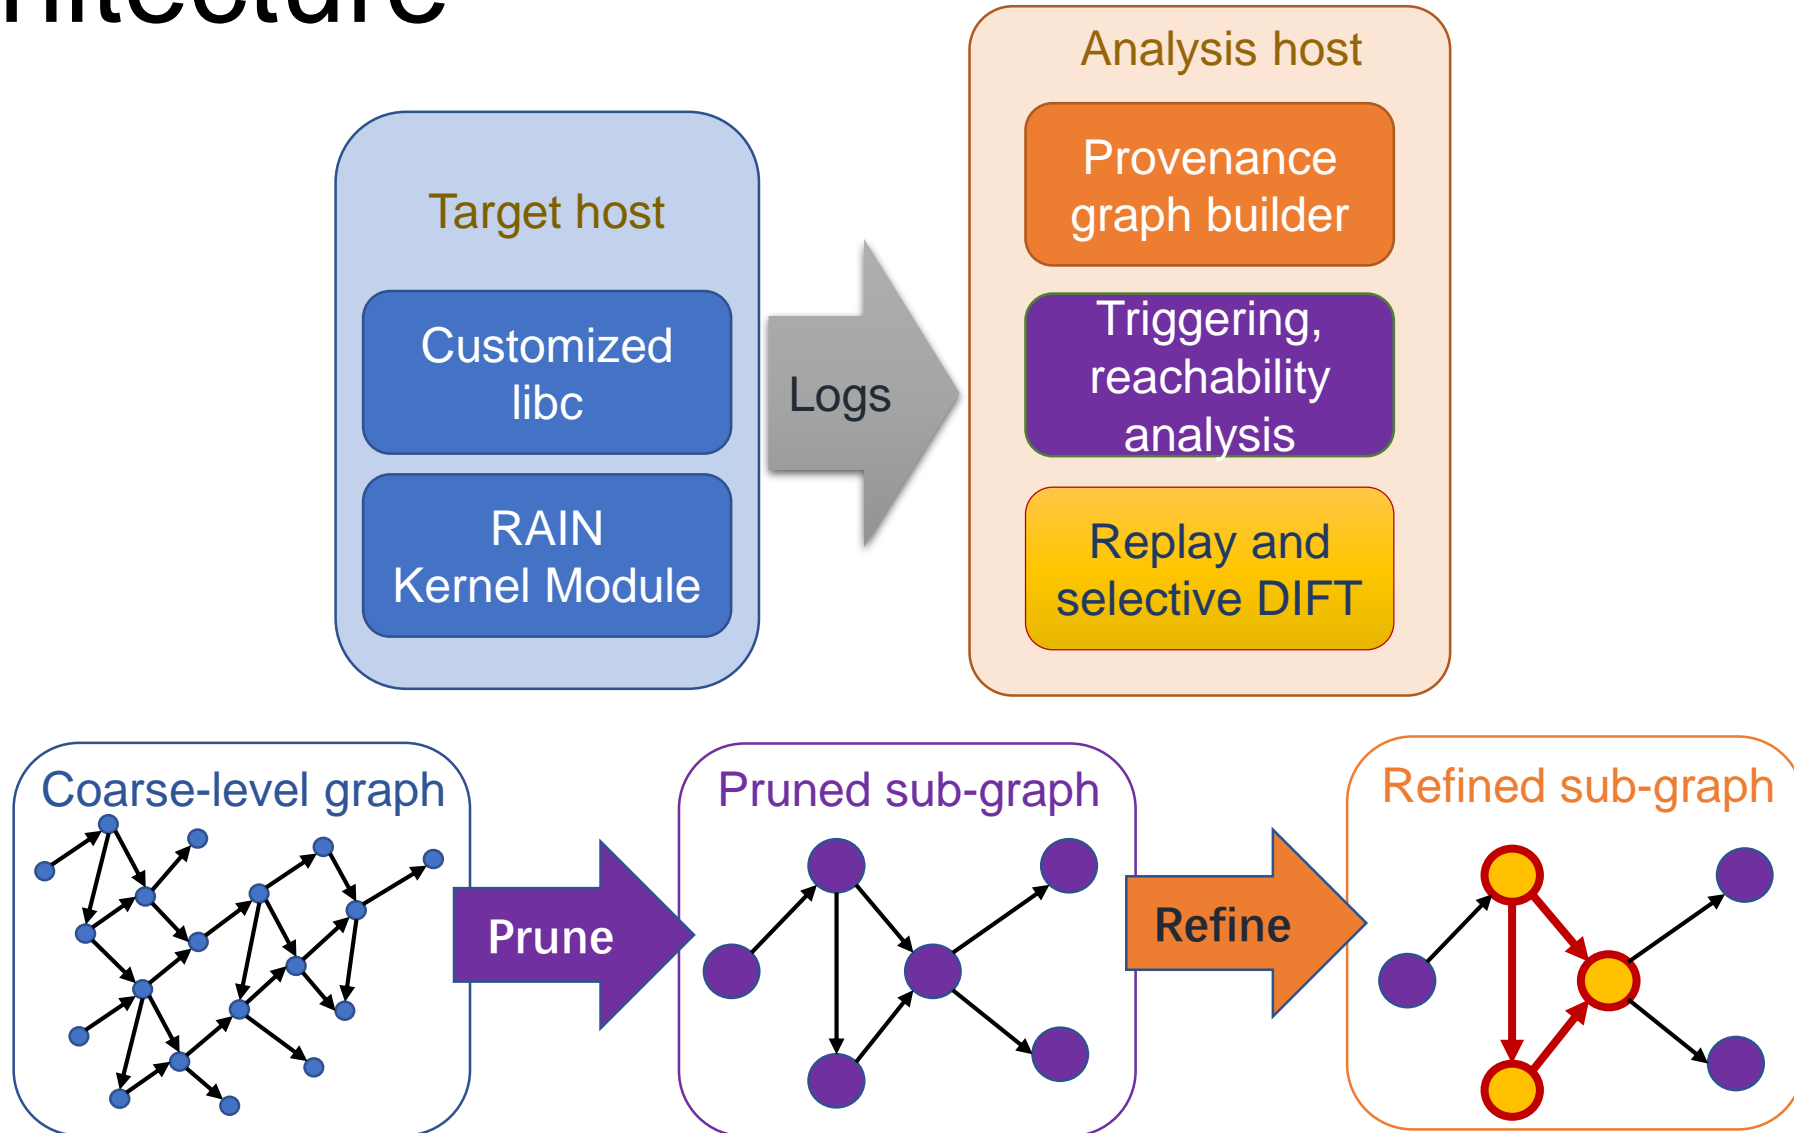 Analysis host
Provenance
graph builder
Target host
Triggering,
reachability
analysis
Customized
libc
Logs
RAIN
Kernel Module
Replay and
selective DIFT
Coarse-level graph
Pruned sub-graph
Refined sub-graph
Prune
Refine